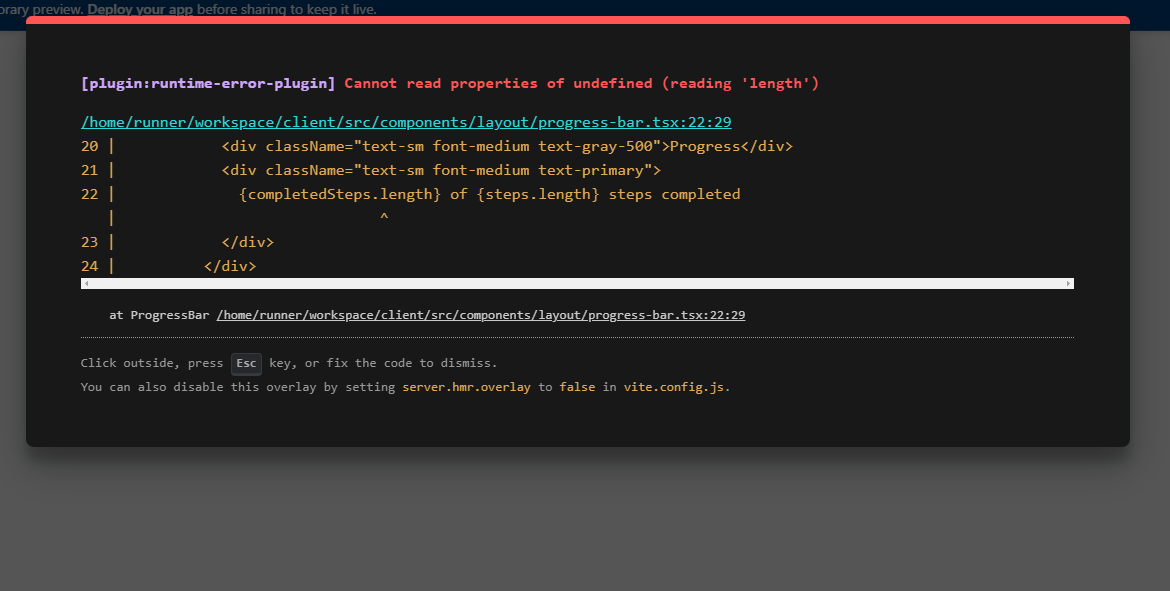 orary preview. Deploy your app before sharing to keep it live.
[plugin:runtime-error-plugin] Cannot read properties of undefined (reading 'length')
/home/runner/workspace/client/src/components/layout/progress-bar.tsx:22:29
20 |            <div className="text-sm font-medium text-gray-500">Progress</div>
21 |            <div className="text-sm font-medium text-primary">
22 |              {completedSteps.length} of {steps.length} steps completed
   |                              ^
23 |            </div>
24 |          </div>
at ProgressBar /home/runner/workspace/client/src/components/layout/progress-bar.tsx:22:29
Click outside, press Esc key, or fix the code to dismiss.
You can also disable this overlay by setting server.hmr.overlay to false in vite.config.js.